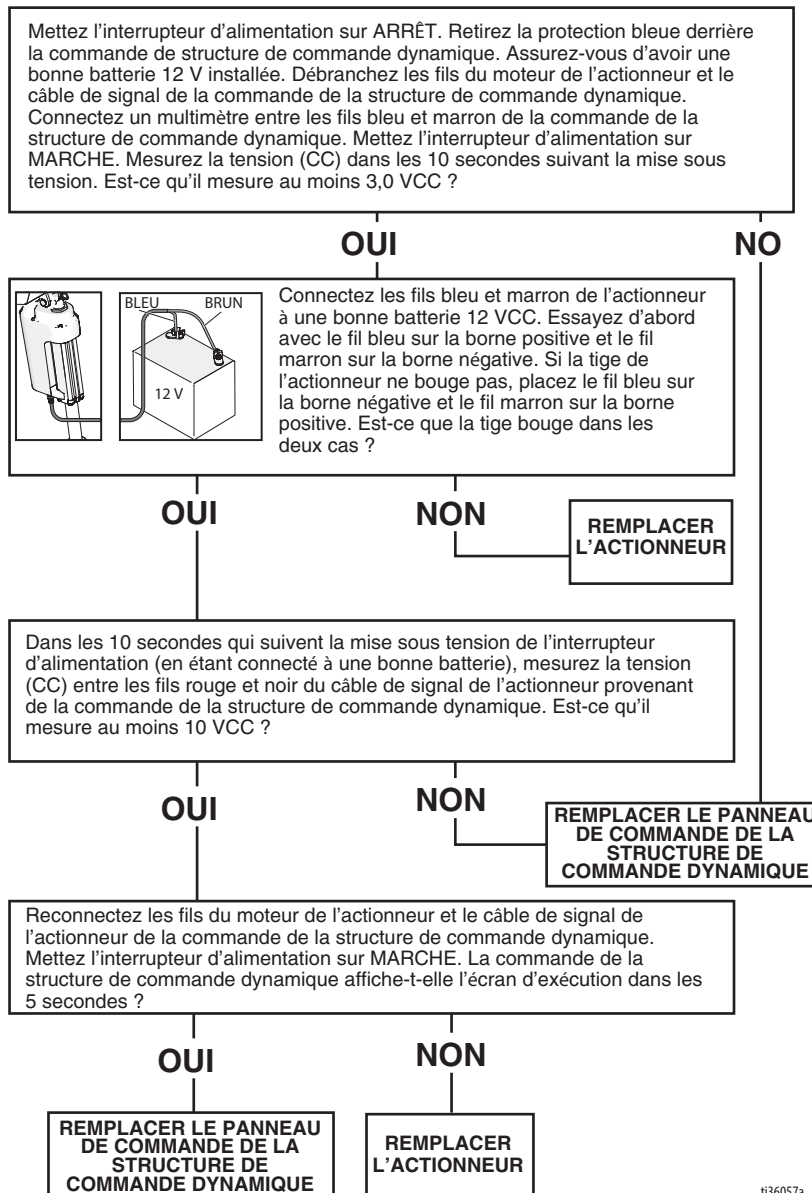 Mettez l'interrupteur d'alimentation sur ARRÊT. Retirez la protection bleue derrière
la commande de structure de commande dynamique. Assurez-vous d'avoir une
bonne batterie 12 V installée. Débranchez les fils du moteur de l'actionneur et le
câble de signal de la commande de la structure de commande dynamique.
Connectez un multimètre entre les fils bleu et marron de la commande de la
structure de commande dynamique. Mettez l'interrupteur d'alimentation sur
MARCHE. Mesurez la tension (CC) dans les 10 secondes suivant la mise sous
tension. Est-ce qu'il mesure au moins 3,0 VCC ?
OUI
NO
BLEU
BRUN
12 V
Connectez les fils bleu et marron de l'actionneur
à une bonne batterie 12 VCC. Essayez d'abord
avec le fil bleu sur la borne positive et le fil
marron sur la borne négative. Si la tige de
l'actionneur ne bouge pas, placez le fil bleu sur
la borne négative et le fil marron sur la borne
positive. Est-ce que la tige bouge dans les
deux cas ?
OUI
NON
REMPLACER
L'ACTIONNEUR
Dans les 10 secondes qui suivent la mise sous tension de l'interrupteur
d'alimentation (en étant connecté à une bonne batterie), mesurez la tension
(CC) entre les fils rouge et noir du câble de signal de l'actionneur provenant
de la commande de la structure de commande dynamique. Est-ce qu'il
mesure au moins 10 VCC ?
OUI
NON
REMPLACER LE PANNEAU
DE COMMANDE DE LA
STRUCTURE DE
COMMANDE DYNAMIQUE
Reconnectez les fils du moteur de l'actionneur et le câble de signal de
l'actionneur de la commande de la structure de commande dynamique.
Mettez l'interrupteur d'alimentation sur MARCHE. La commande de la
structure de commande dynamique affiche-t-elle l'écran d'exécution dans les
5 secondes ?
OUI
NON
REMPLACER LE PANNEAU
DE COMMANDE DE LA
STRUCTURE DE
COMMANDE DYNAMIQUE
REMPLACER
L'ACTIONNEUR
ti36057a